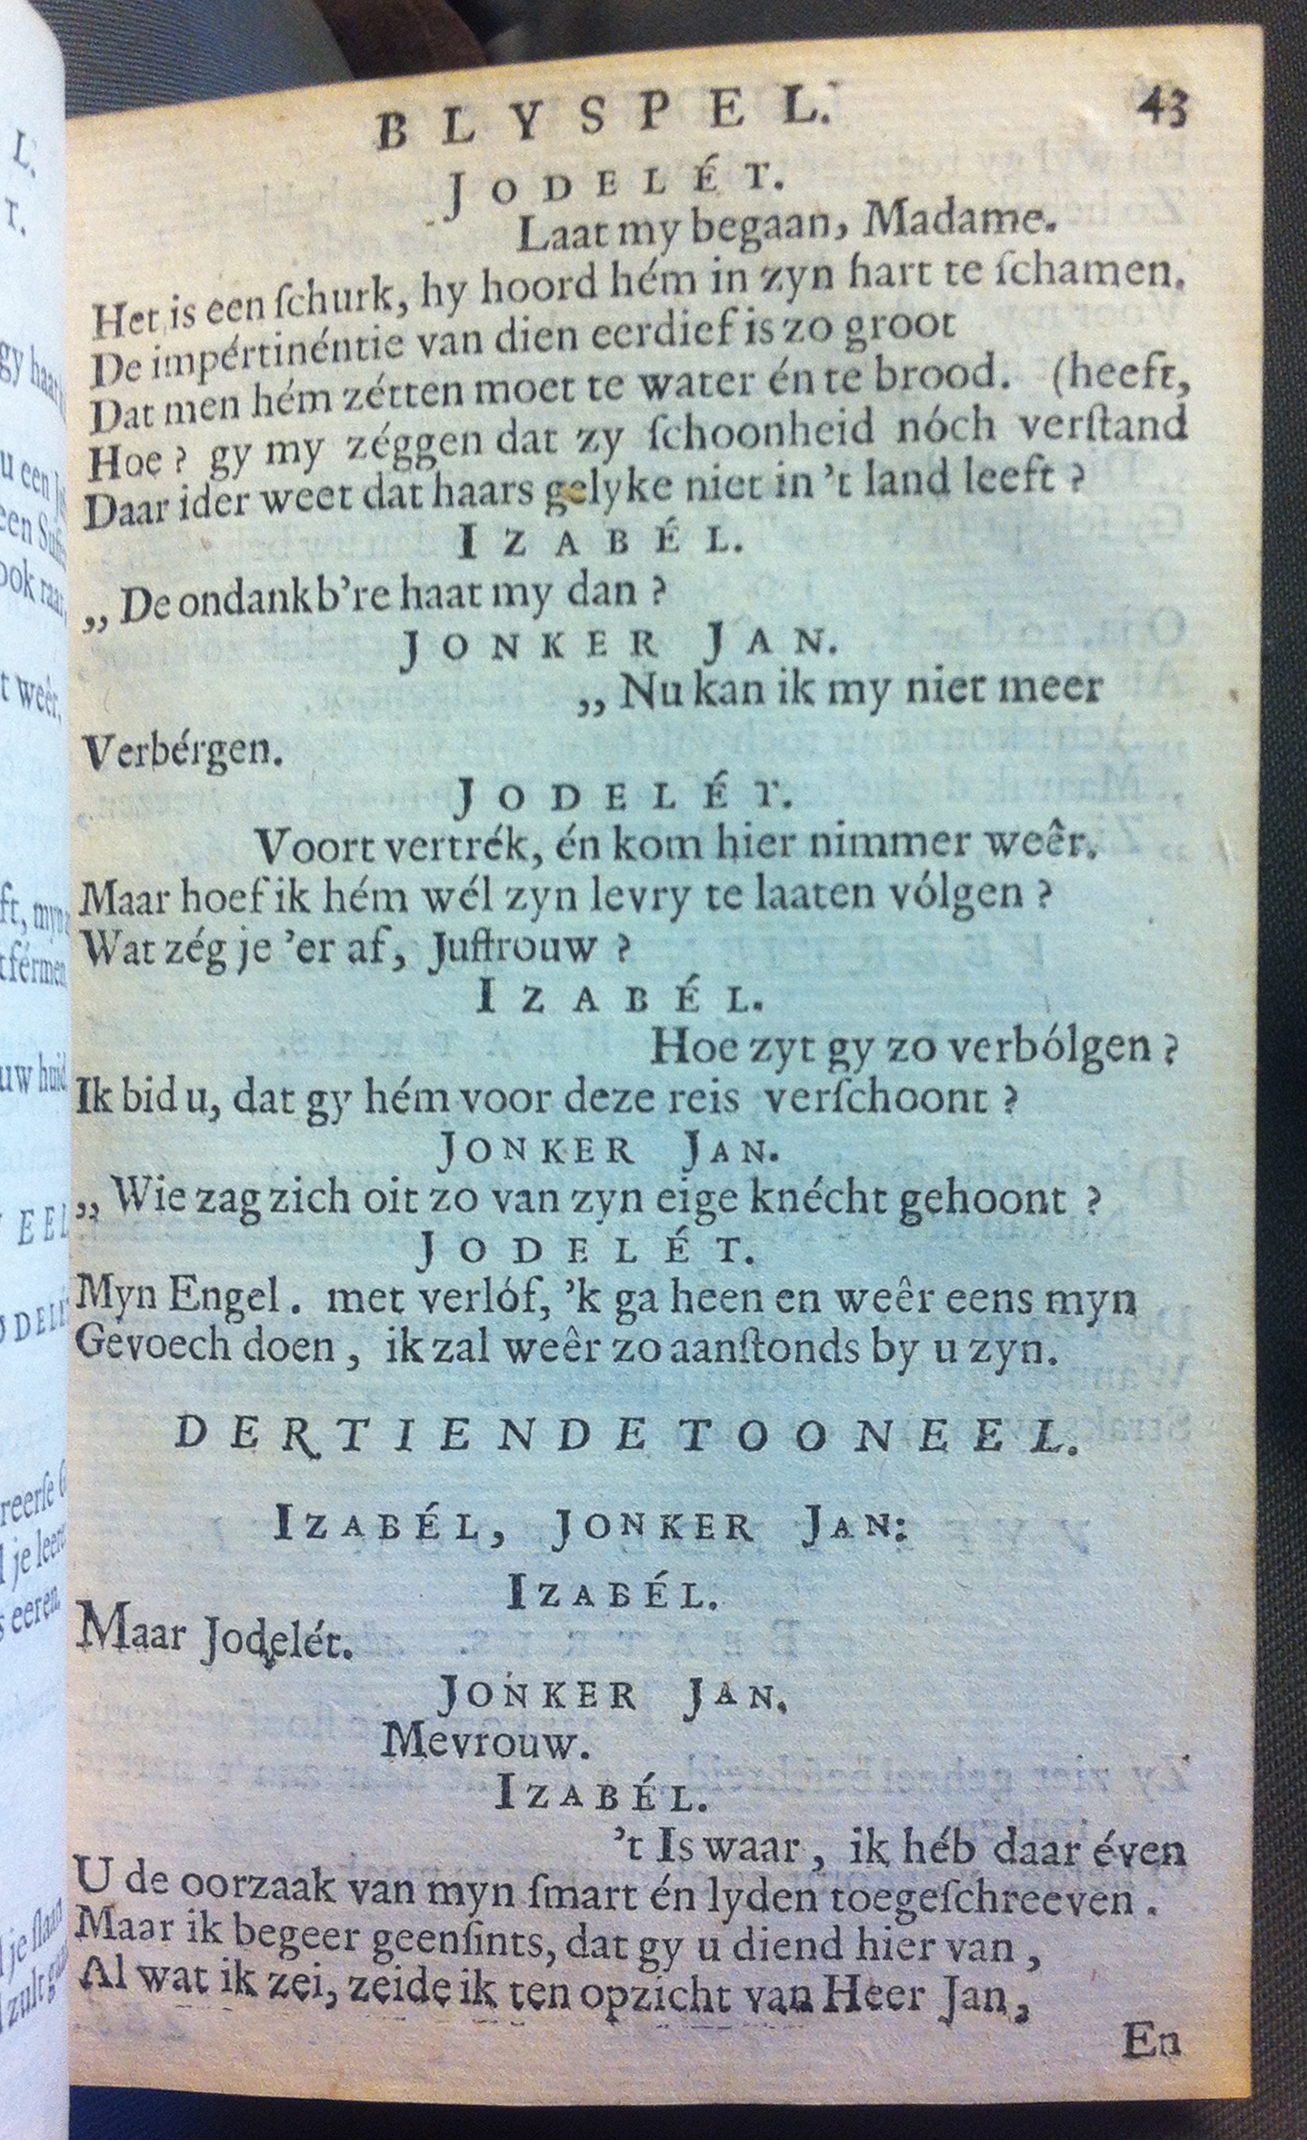 BLYSPEL. 43
JODELÉT.
Laat my begaan, Madame.
Het is een ſchurk, hy hoord hém in zyn hart te ſchamen.
De impértinéntie van dien eerdief is zo groot
Dat men hém zétten moet te water én te brood. (heeft,
Hoe? gy my zéggen dat zy ſchoonheid nóch verſtand
Daar ider weet dat haars gelyke niet in 't land leeft?
IZABÉL.
„ De ondankb're haat my dan?
JONKER JAN.
„ Nu kan ik my niet meer
Verbérgen.
JODELÉT.
Voort vertrék, én kom hier nimmer weêr.
Maar hoef ik hém wél zyn levry te laaten vólgen?
Wat zég je 'er af, Juſtrouw?
IZABÉL.
Hoe zyt gy zo verbólgen?
Ik bid u, dat gy hém voor deze reis verſchoont?
JONKER JAN.
„ Wie zag zich oit zo van zyn eige knécht gehoont?
JODELÉT.
Myn Engel. met verlóf, 'k ga heen en weêr eens myn
Gevoech doen, ik zal weêr zo aanſtonds by u zyn.
DERTIENDE TOONEEL.
IZABÉL, JONKER JAN:
IZABÉL.
Maar Jodelét.
JONKER JAN.
Mevrouw.
IZABÉL.
't Is waar, ik héb daar éven
U de oorzaak van myn ſmart én lyden toegeſchreeven.
Maar ik begeer geenſints, dat gy u diend hier van,
Al wat ik zei, zeide ik ten opzicht van Heer Jan,
En